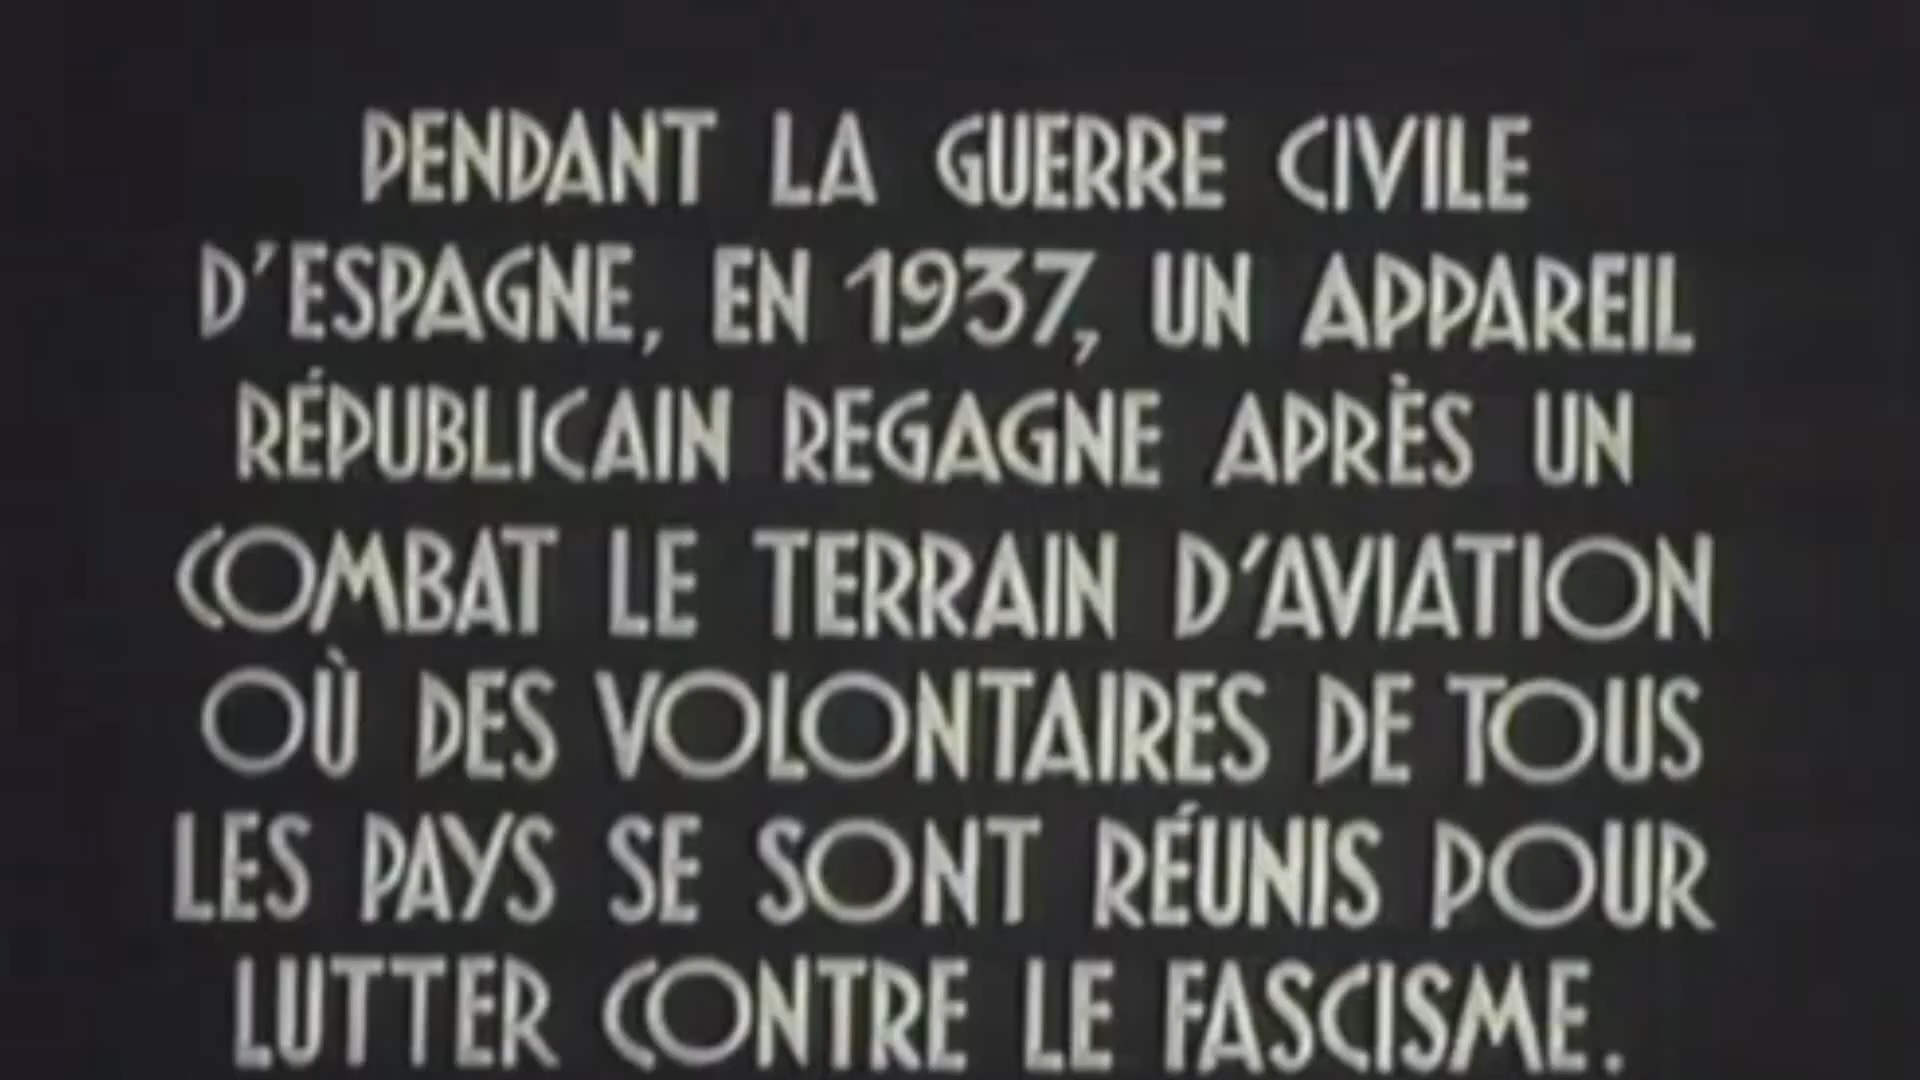 PENDANT LA GUERRE CIVILE
D'ESPAGNE, EN 1937, UN APPAREIL
RÉPUBLICAIN REGAGNE APRÈS UN
COMBAT LE TERRAIN D'AVIATION
OÙ DES VOLONTAIRES DE TOUS
LES PAYS SE SONT RÉUNIS POUR
LUTTER CONTRE LE FASCISME.